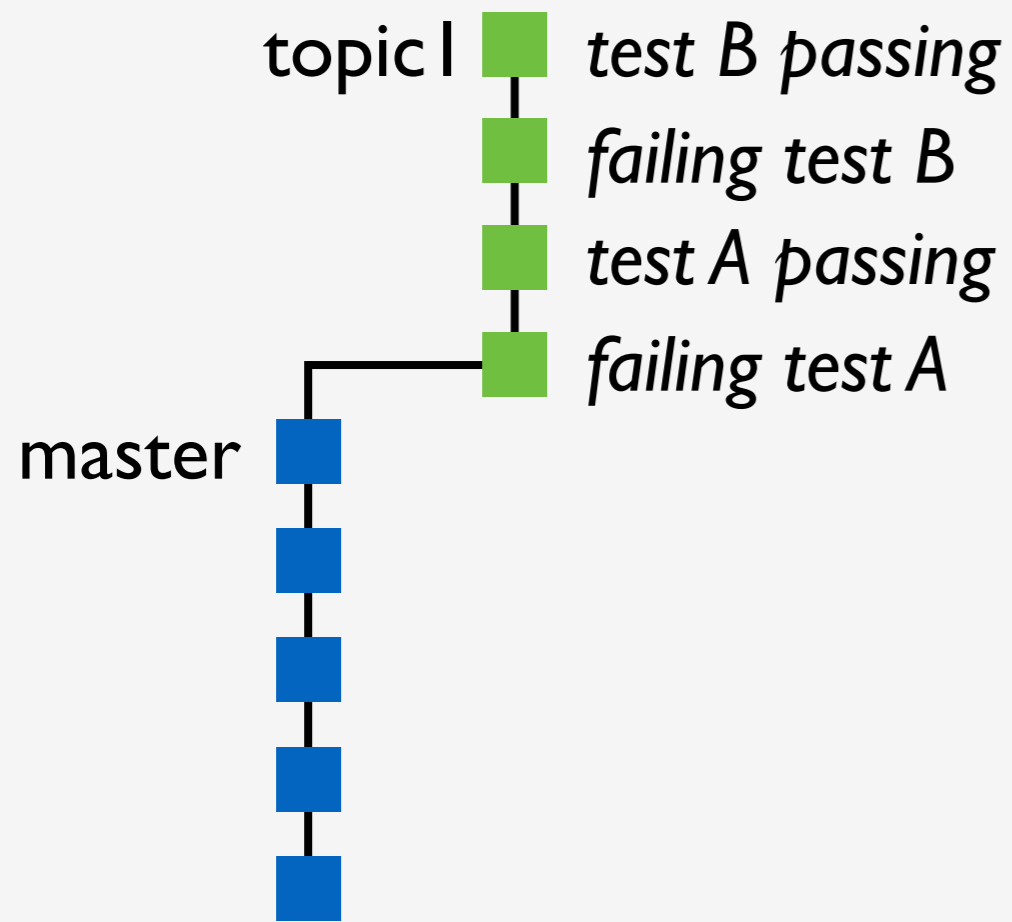 topic1 test B passing
failing test B
test A passing
failing test A
master